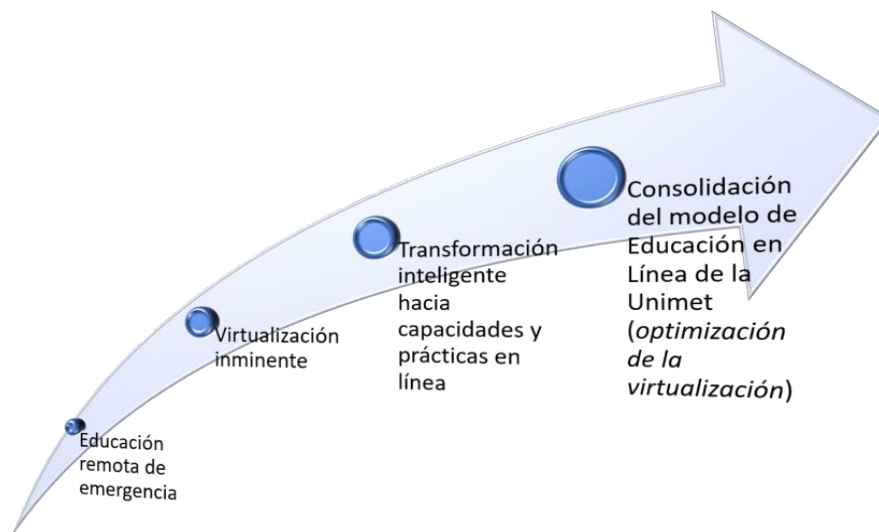 Educación
remota de
emergencia
Virtualización
inminente
Transformación
inteligente
hacia
capacidades y
prácticas en
línea
Consolidación
del modelo de
Educación en
Línea de la
Unimet
(optimización
de la
virtualización)